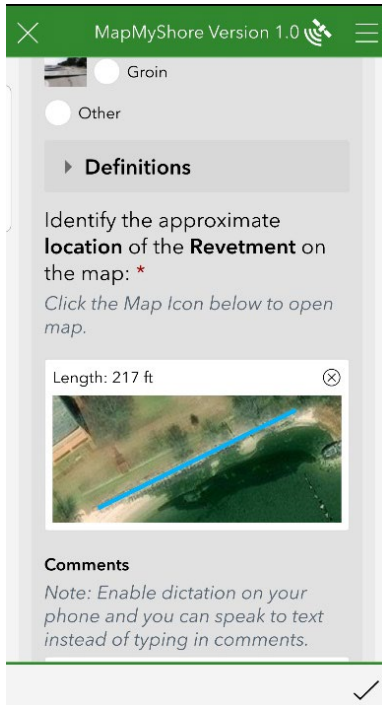 MapMyShore Version 1.0
Groin
Other
Definitions
Identify the approximate
location of the Revetment on
the map: *
Click the Map Icon below to open
map.
Length: 217 ft
Comments
Note: Enable dictation on your
phone and you can speak to text
instead of typing in comments.